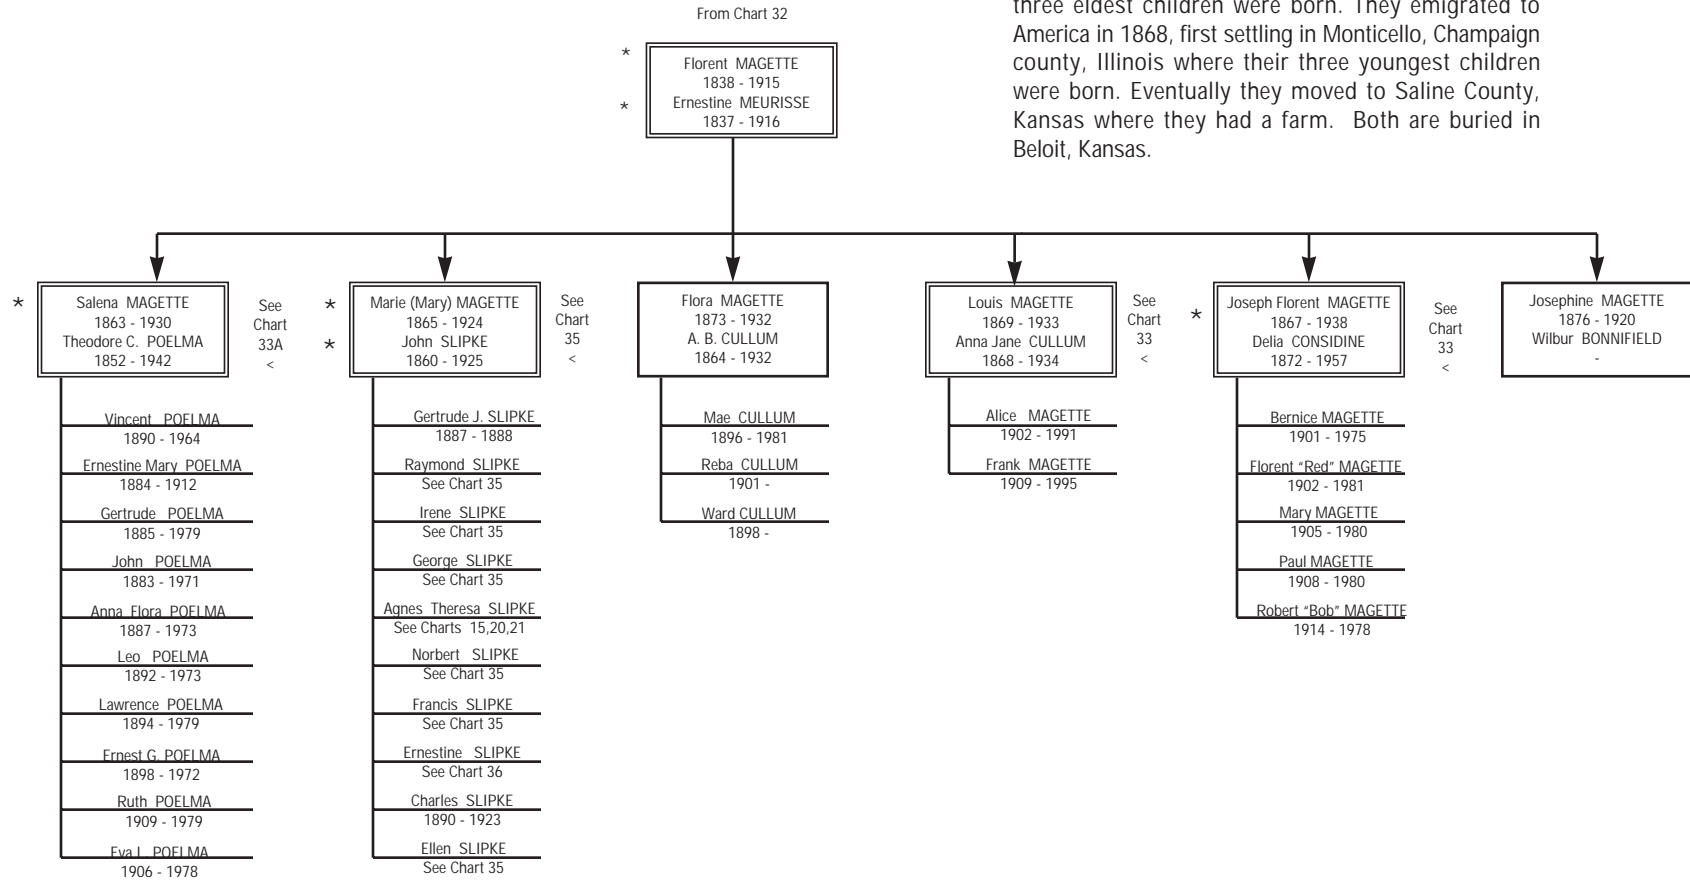 From Chart 32
three eldest children were born. They emigrated to
America in 1868, first settling in Monticello, Champaign
county, Illinois where their three youngest children
were born. Eventually they moved to Saline County,
Kansas where they had a farm. Both are buried in
Beloit, Kansas.
*
Florent MAGETTE
1838 - 1915
*
Ernestine MEURISSE
1837 - 1916
*
Salena MAGETTE
1863 - 1930
Theodore C. POELMA
1852 - 1942
See
Chart
33A
<
Vincent POELMA
1890 - 1964
Ernestine Mary POELMA
1884 - 1912
Gertrude POELMA
1885 - 1979
John POELMA
1883 - 1971
Anna Flora POELMA
1887 - 1973
Leo POELMA
1892 - 1973
Lawrence POELMA
1894 - 1979
Ernest G. POELMA
1898 - 1972
Ruth POELMA
1909 - 1979
Eva L. POELMA
1906 - 1978
*
Marie (Mary) MAGETTE
1865 - 1924
*
John SLIPKE
1860 - 1925
See
Chart
35
<
Gertrude J. SLIPKE
1887 - 1888
Raymond SLIPKE
See Chart 35
Irene SLIPKE
See Chart 35
George SLIPKE
See Chart 35
Agnes Theresa SLIPKE
See Charts 15,20,21
Norbert SLIPKE
See Chart 35
Francis SLIPKE
See Chart 35
Ernestine SLIPKE
See Chart 36
Charles SLIPKE
1890 - 1923
Ellen SLIPKE
See Chart 35
Flora MAGETTE
1873 - 1932
A. B. CULLUM
1864 - 1932
Mae CULLUM
1896 - 1981
Reba CULLUM
1901 -
Ward CULLUM
1898 -
Louis MAGETTE
1869 - 1933
Anna Jane CULLUM
1868 - 1934
See
Chart
33
<
Alice MAGETTE
1902 - 1991
Frank MAGETTE
1909 - 1995
*
Joseph Florent MAGETTE
1867 - 1938
Delia CONSIDINE
1872 - 1957
See
Chart
33
<
Bernice MAGETTE
1901 - 1975
Florent “Red” MAGETTE
1902 - 1981
Mary MAGETTE
1905 - 1980
Paul MAGETTE
1908 - 1980
Robert “Bob” MAGETTE
1914 - 1978
Josephine MAGETTE
1876 - 1920
Wilbur BONNIFIELD
-